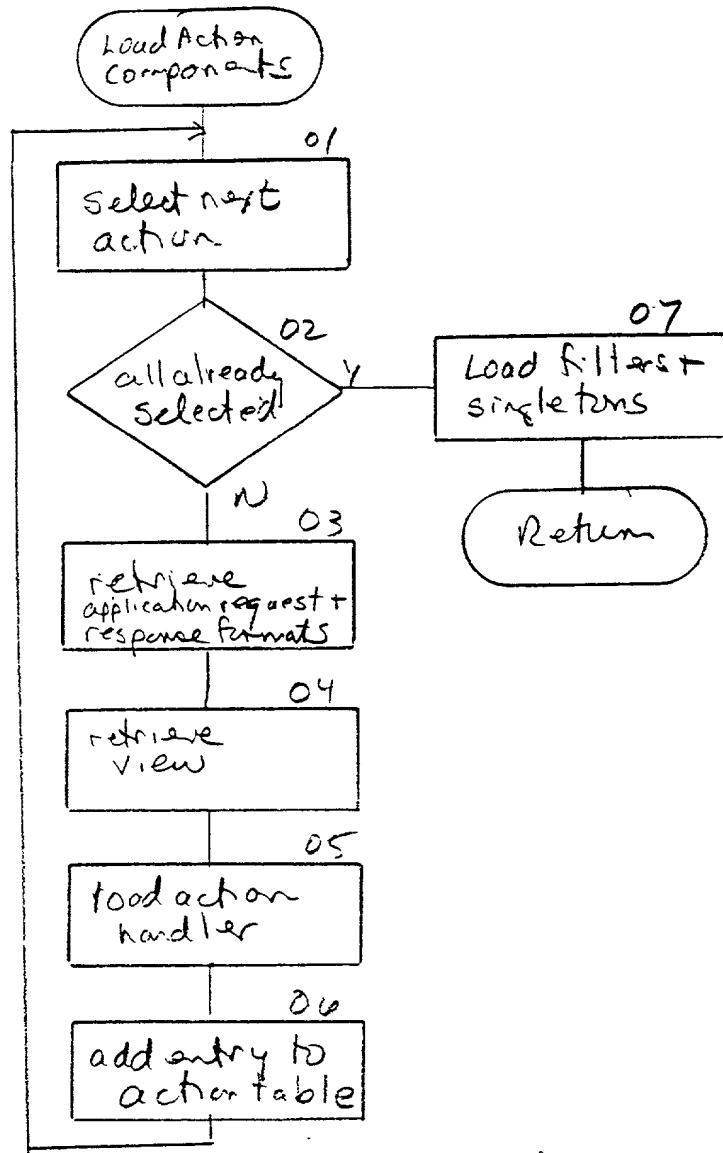 Load Action
Components
01
select next
action
02
all already
selected
Y
N
07
Load filters +
singletons
Return
03
retrieve
application request +
response formats
04
retrieve
view
05
load action
handler
06
add entry to
action table